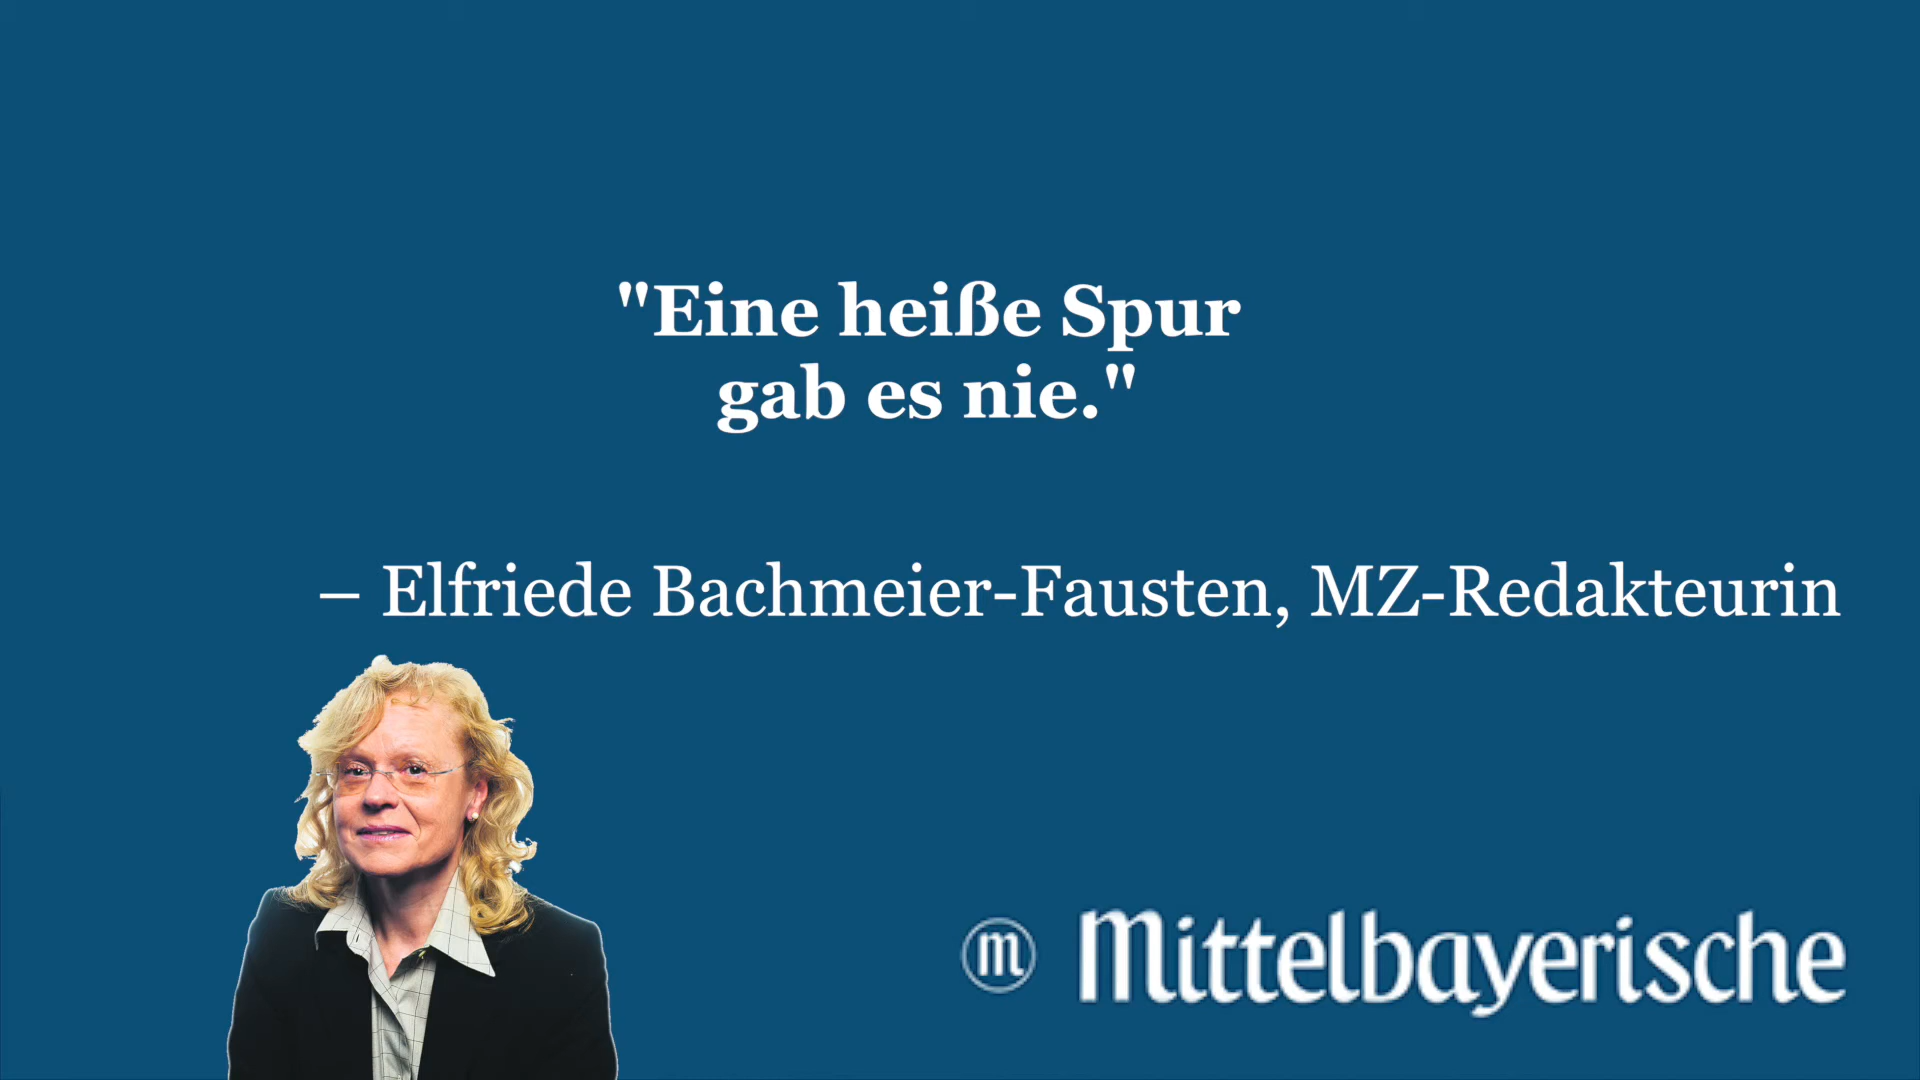 "Eine heiße Spur
gab es nie."
– Elfriede Bachmeier-Fausten, MZ-Redakteurin
m Mittelbayerische